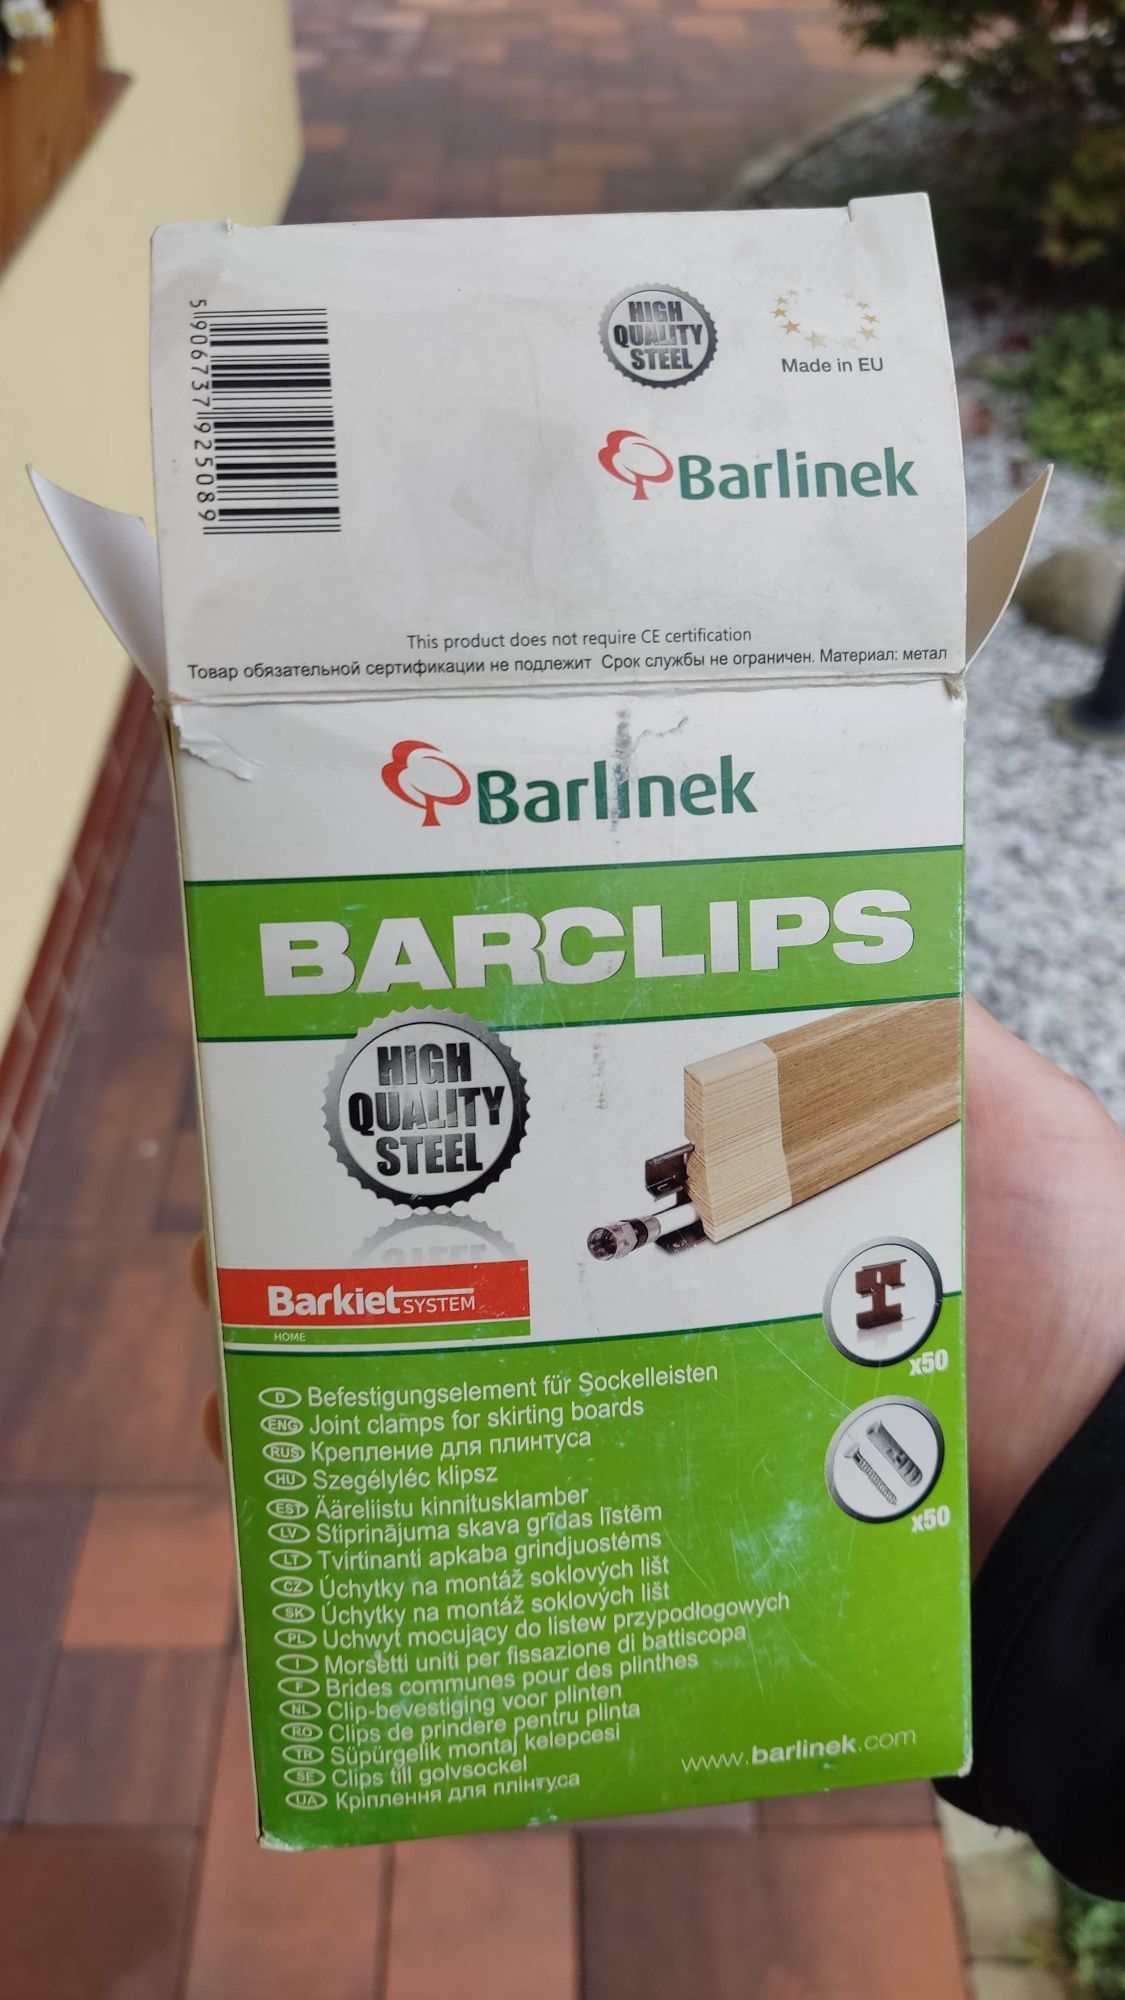 5 906737 925089
HIGH
QUALITY
STEEL
Made in EU
Barlinek
This product does not require CE certification
Товар обязательной сертификации не подлежит Срок службы не ограничен. Материал: метал
Barlinek
BARCLIPS
HIGH
QUALITY
STEEL
Barkiet SYSTEM
HOME
x50
x50
D Befestigungselement für Sockelleisten
ENG Joint clamps for skirting boards
RUS Крепление для плинтуса
HU Szegélyléc klipsz
EST Ääreliistu kinnitusklamber
LV Stiprinājuma skava grīdas līstēm
LT Tvirtinanti apkaba grindjuostėms
CZ Úchytky na montáž soklových lišt
SK Úchytky na montáž soklových lišt
PL Uchwyt mocujący do listew przypodłogowych
I Morsetti uniti per fissazione di battiscopa
F Brides communes pour des plinthes
NL Clip-bevestiging voor plinten
RO Clips de prindere pentru plinta
TR Süpürgelik montaj kelepcesi
SE Clips till golvsockel
UA Кріплення для плінтуса
www.barlinek.com